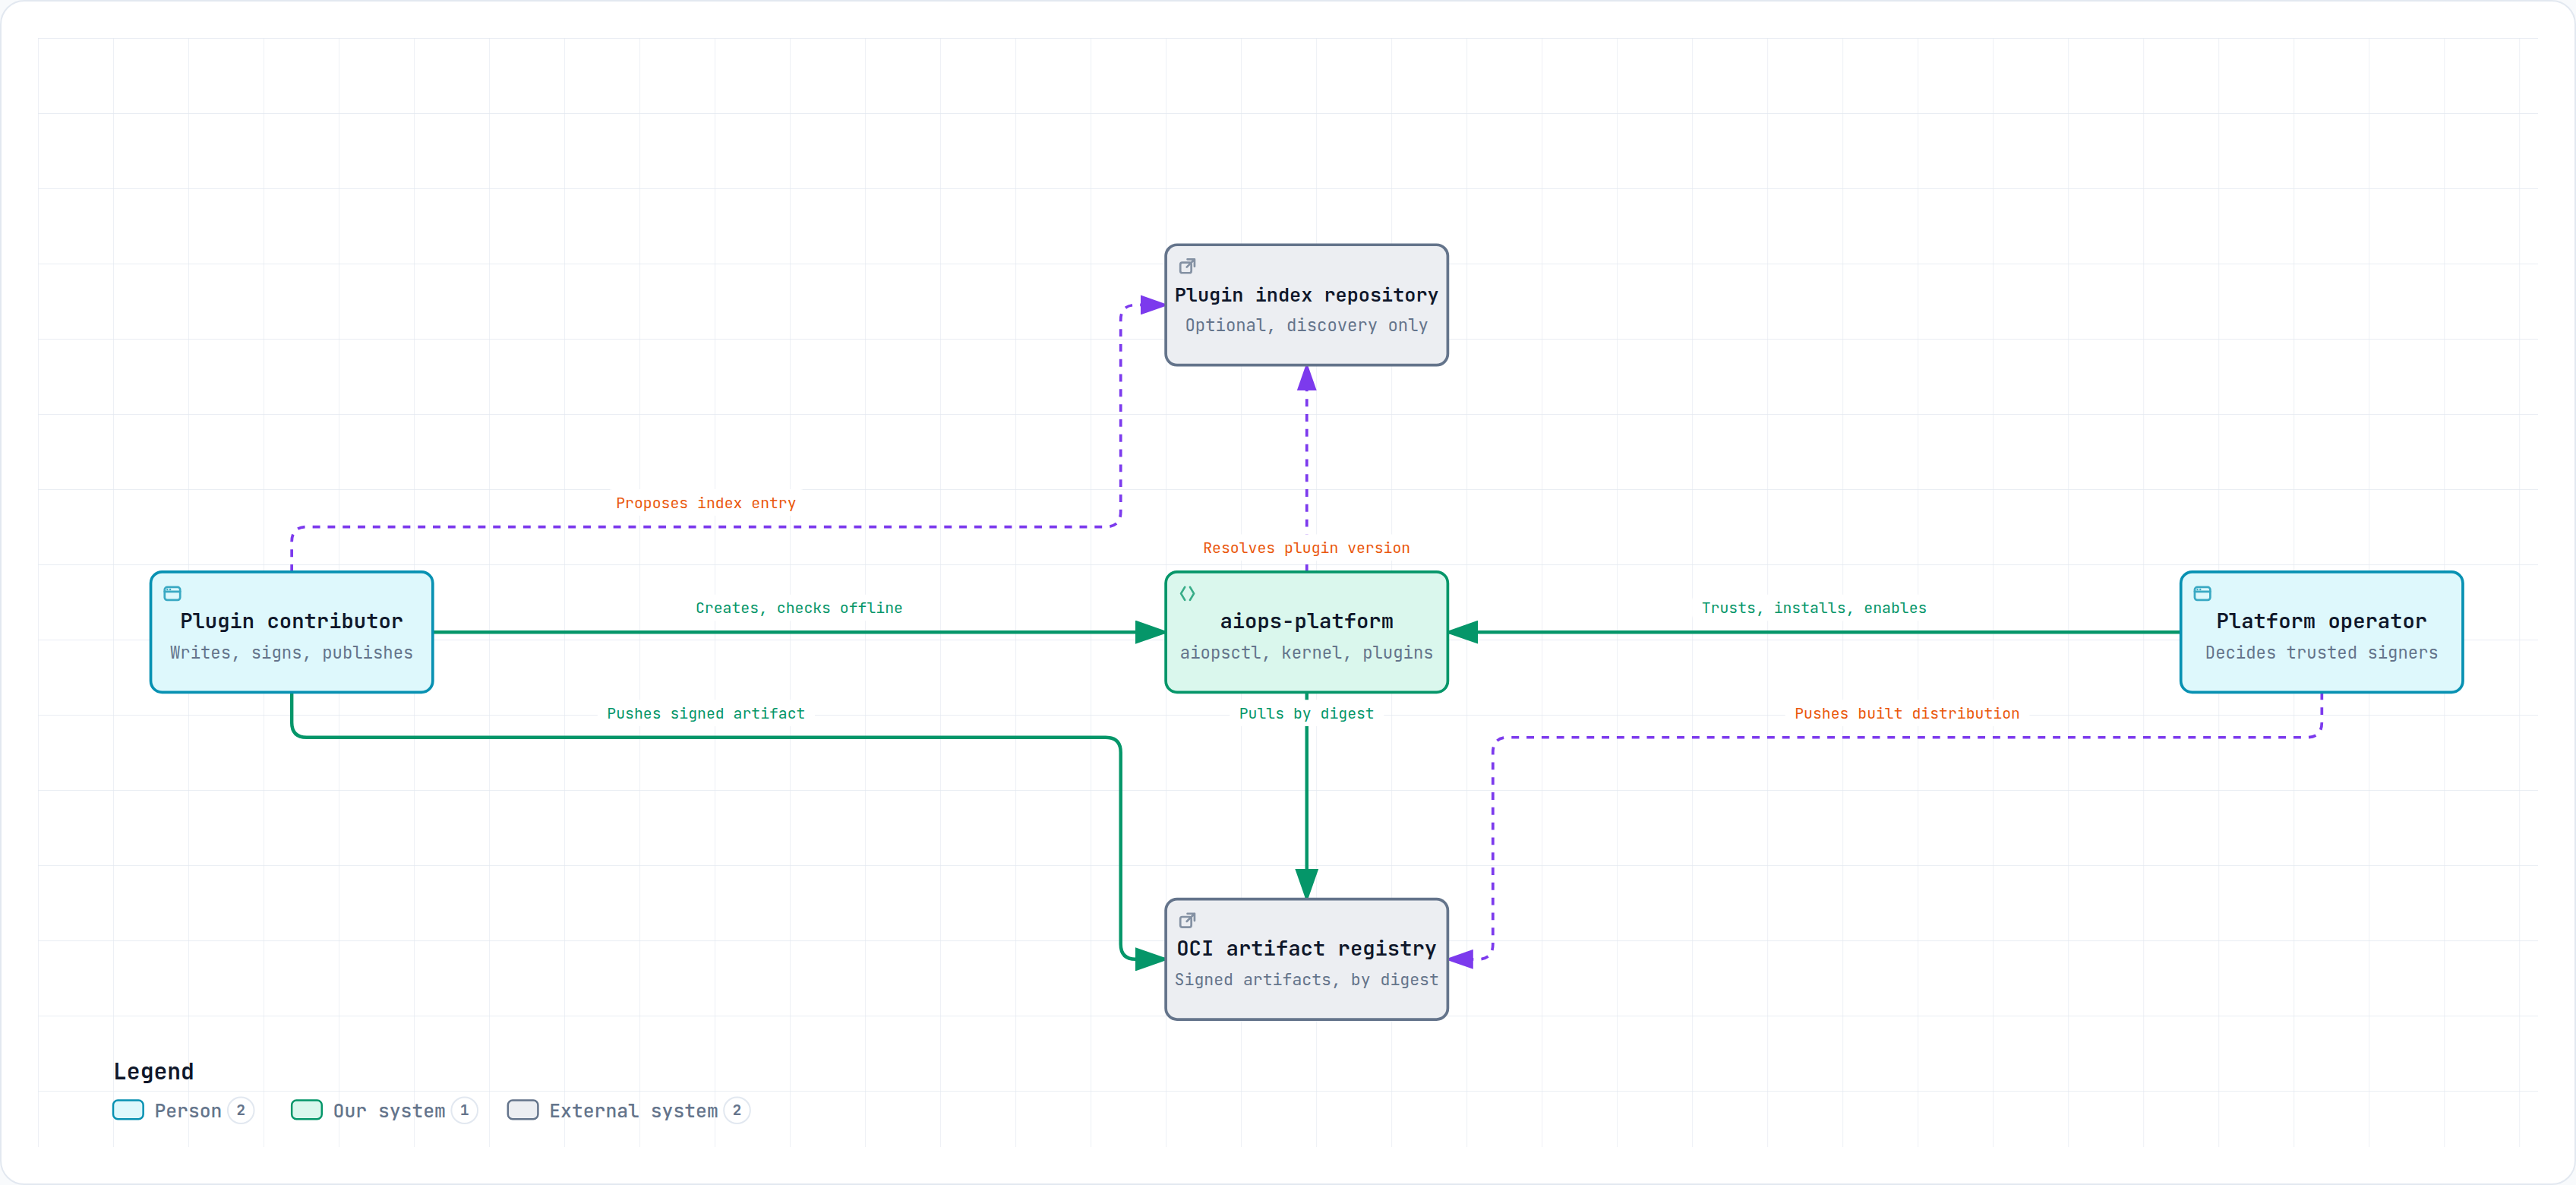 Plugin index repository
Optional, discovery only
Proposes index entry
Resolves plugin version
Plugin contributor
Writes, signs, publishes
Creates, checks offline
aiops-platform
aiopsctl, kernel, plugins
Trusts, installs, enables
Platform operator
Decides trusted signers
Pushes signed artifact
Pulls by digest
Pushes built distribution
OCI artifact registry
Signed artifacts, by digest
Legend
Person 2 Our system 1 External system 2